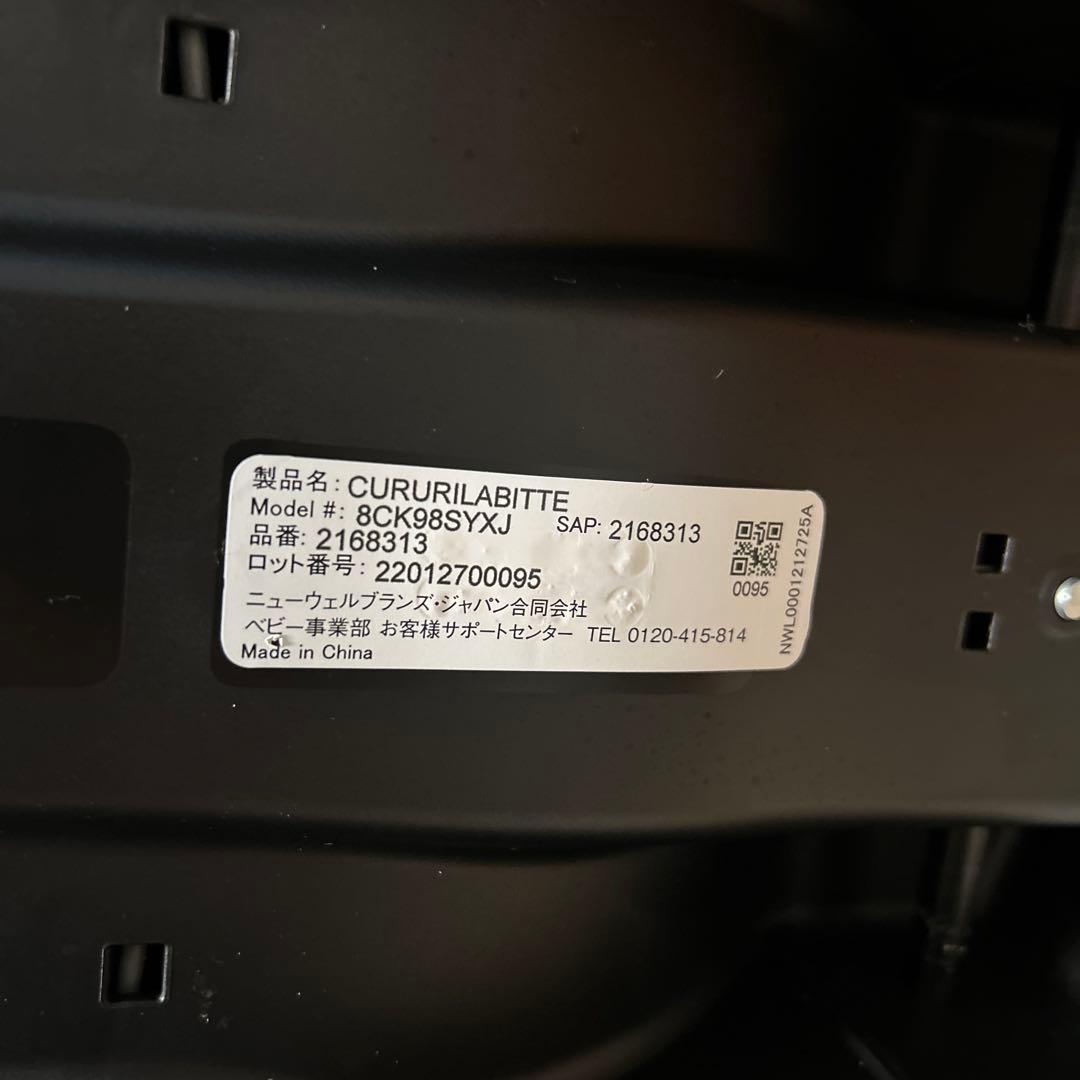 製品名: CURURILABITTE
Model #: 8CK98SYXJ SAP: 2168313
品番: 2168313
ロット番号: 22012700095
ニューウェルブランズ・ジャパン合同会社
ベビー事業部 お客様サポートセンター TEL 0120-415-814
Made in China
0095
NWL0001212725A